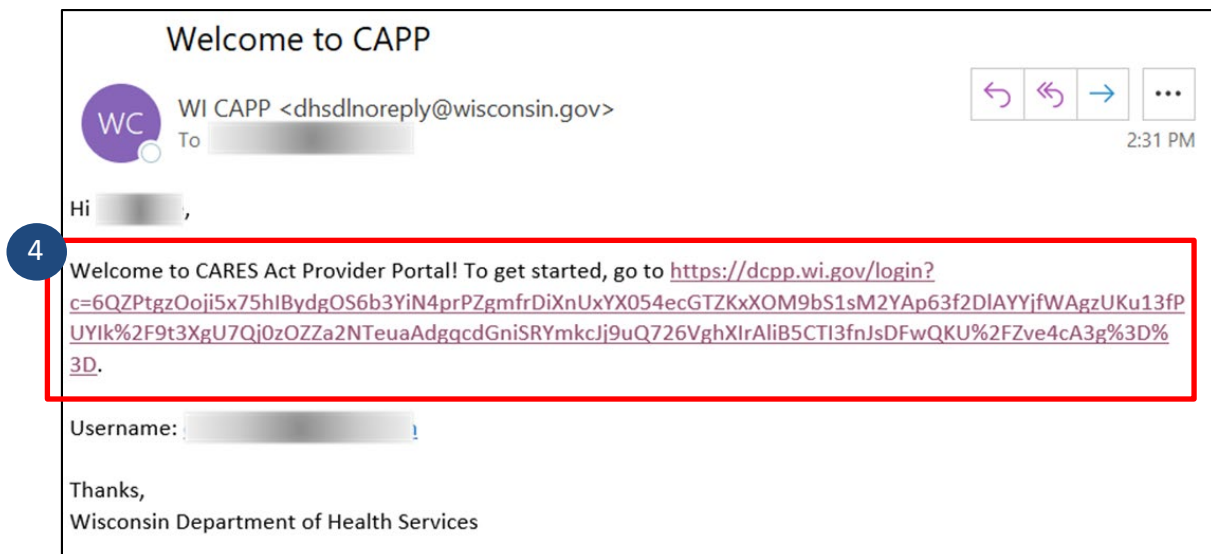 Welcome to CAPP
WC
WI CAPP <dhsdlnoreply@wisconsin.gov>
To
2:31 PM
Hi ,
4
Welcome to CARES Act Provider Portal! To get started, go to https://dcpp.wi.gov/login?
c=6QZPtgzOoji5x75hIBydgOS6b3YiN4prPZgmfrDiXnUxYX054ecGTZKxXOM9bS1sM2YAp63f2DlAYYjfWAgzUKu13fP
UYIk%2F9t3XgU7Qj0zOZZa2NTeuaAdgqcdGniSRYmkcJj9uQ726VghXIrAliB5CTI3fnJsDFwQKU%2FZve4cA3g%3D%
3D.
Username:
Thanks,
Wisconsin Department of Health Services